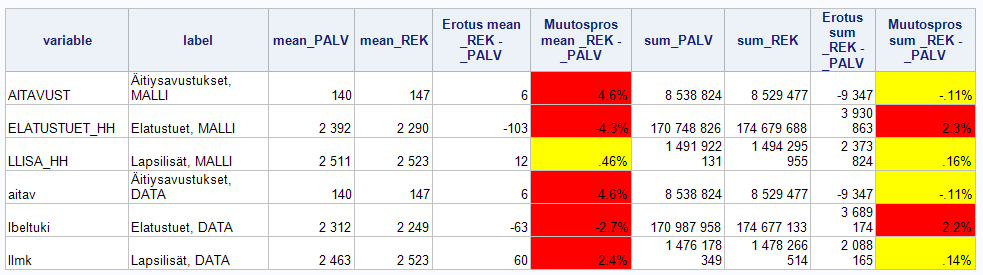 variable label mean_PALV mean_REK Erotus mean _REK - _PALV Muutospros mean _REK - _PALV sum_PALV sum_REK Erotus sum _REK - _PALV Muutospros sum _REK - _PALV
AITAVUST Äitiysavustukset, MALLI 140 147 6 4.6% 8 538 824 8 529 477 -9 347 -.11%
ELATUSTUET_HH Elatustuet, MALLI 2 392 2 290 -103 -4.3% 170 748 826 174 679 688 3 930 863 2.3%
LLISA_HH Lapsilisät, MALLI 2 511 2 523 12 .46% 1 491 922 131 1 494 295 955 2 373 824 .16%
aitav Äitiysavustukset, DATA 140 147 6 4.6% 8 538 824 8 529 477 -9 347 -.11%
lbeltuki Elatustuet, DATA 2 312 2 249 -63 -2.7% 170 987 958 174 677 133 3 689 174 2.2%
llmk Lapsilisät, DATA 2 463 2 523 60 2.4% 1 476 178 349 1 478 266 514 2 088 165 .14%